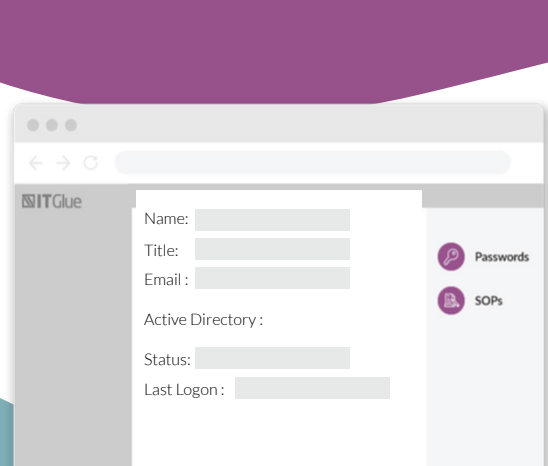 ITGlue
Name:
Title:
Email :
Passwords
SOPs
Active Directory :
Status:
Last Logon :